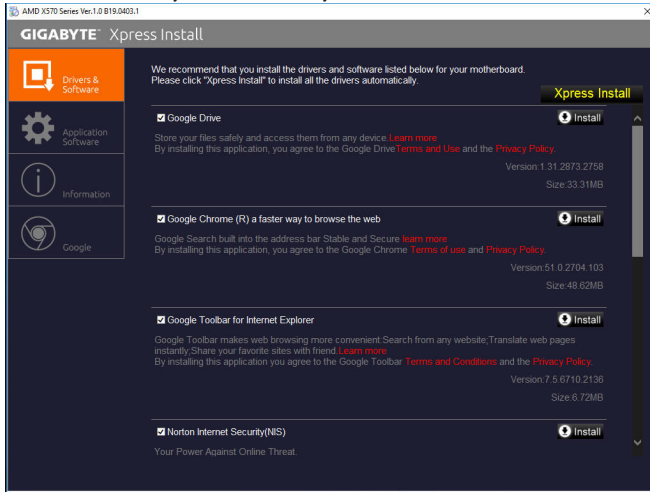 AMD X570 Series Ver.1.0 B19.0403.1
GIGABYTE™ Xpress Install
Drivers & Software
Application Software
Information
Google
We recommend that you install the drivers and software listed below for your motherboard.
Please click "Xpress Install" to install all the drivers automatically.
Xpress Install
Google Drive
Install
Store your files safely and access them from any device.Learn more
By installing this application, you agree to the Google DriveTerms and Use and the Privacy Policy.
Version:1.31.2873.2758
Size:33.31MB
Google Chrome (R) a faster way to browse the web
Install
Google Search built into the address bar Stable and Secure learn more
By installing this application, you agree to the Google Chrome Terms of use and Privacy Policy.
Version:51.0.2704.103
Size:48.62MB
Google Toolbar for Internet Explorer
Install
Google Toolbar makes web browsing more convenient:Search from any website;Translate web pages
instantly;Share your favorite sites with friend.Learn more
By installing this application you agree to the Google Toolbar Terms and Conditions and the Privacy Policy.
Version:7.5.6710.2136
Size:6.72MB
Norton Internet Security(NIS)
Install
Your Power Against Online Threat.